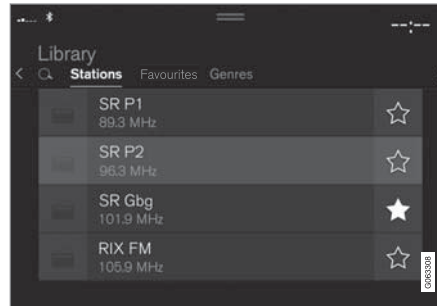 --:--
Library
Stations Favourites Genres
SR P1
89.3 MHz
SR P2
96.3 MHz
SR Gbg
101.9 MHz
RIX FM
105.9 MHz
G063308